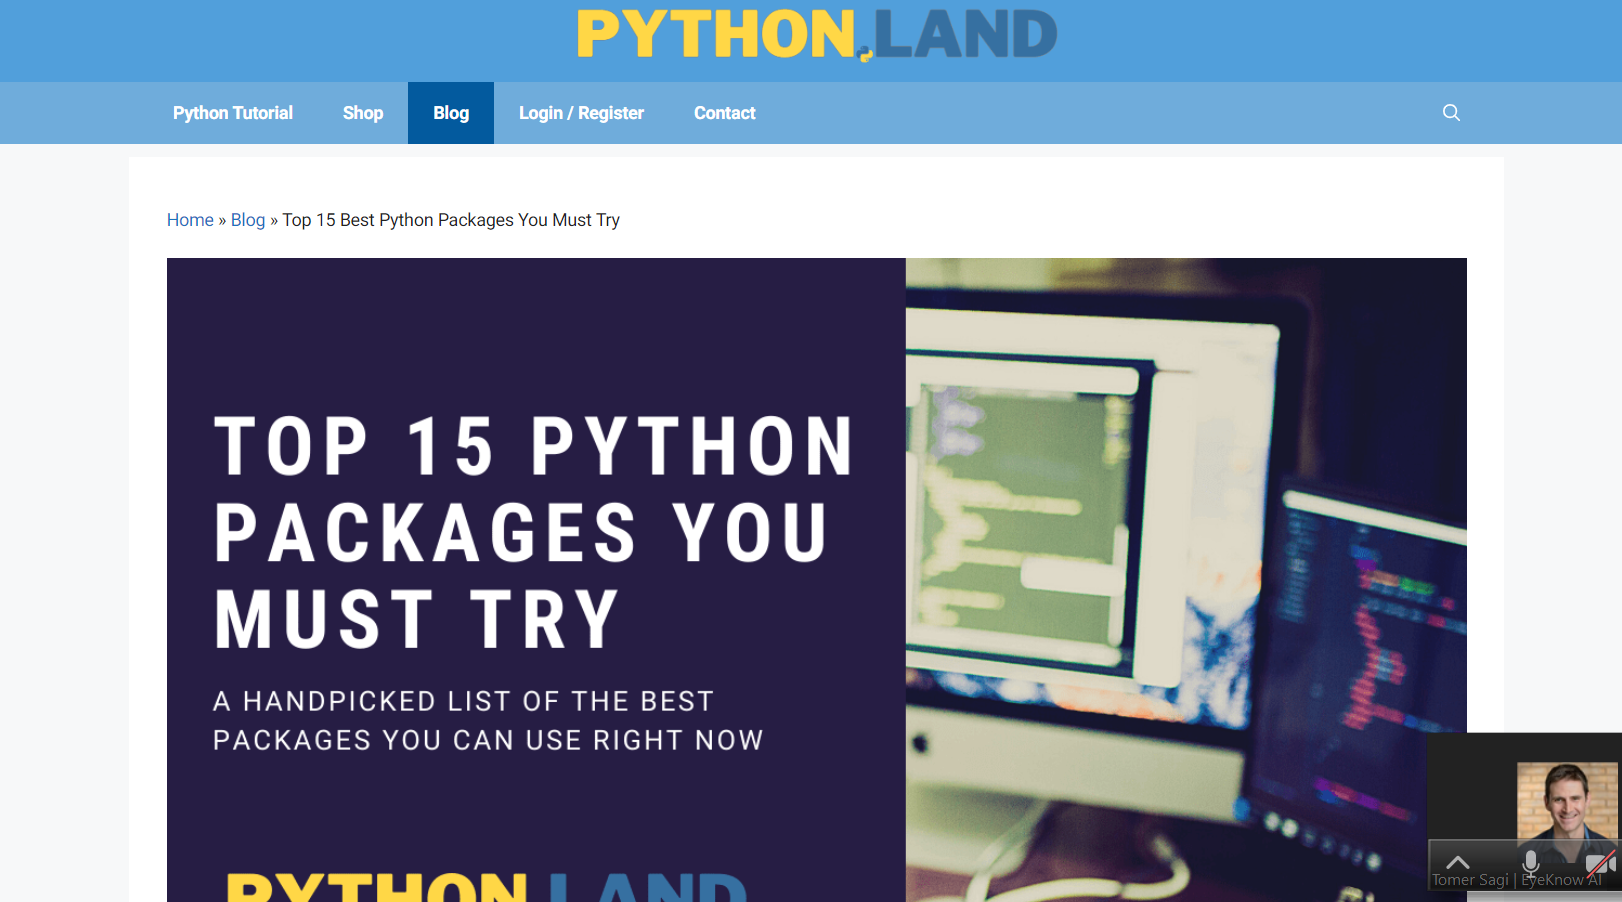 PYTHON.LAND
Python Tutorial Shop Blog Login / Register Contact
Home » Blog » Top 15 Best Python Packages You Must Try
TOP 15 PYTHON
PACKAGES YOU
MUST TRY
A HANDPICKED LIST OF THE BEST
PACKAGES YOU CAN USE RIGHT NOW
PYTHON.LAND
Tomer Sagi | EyeKnow AI